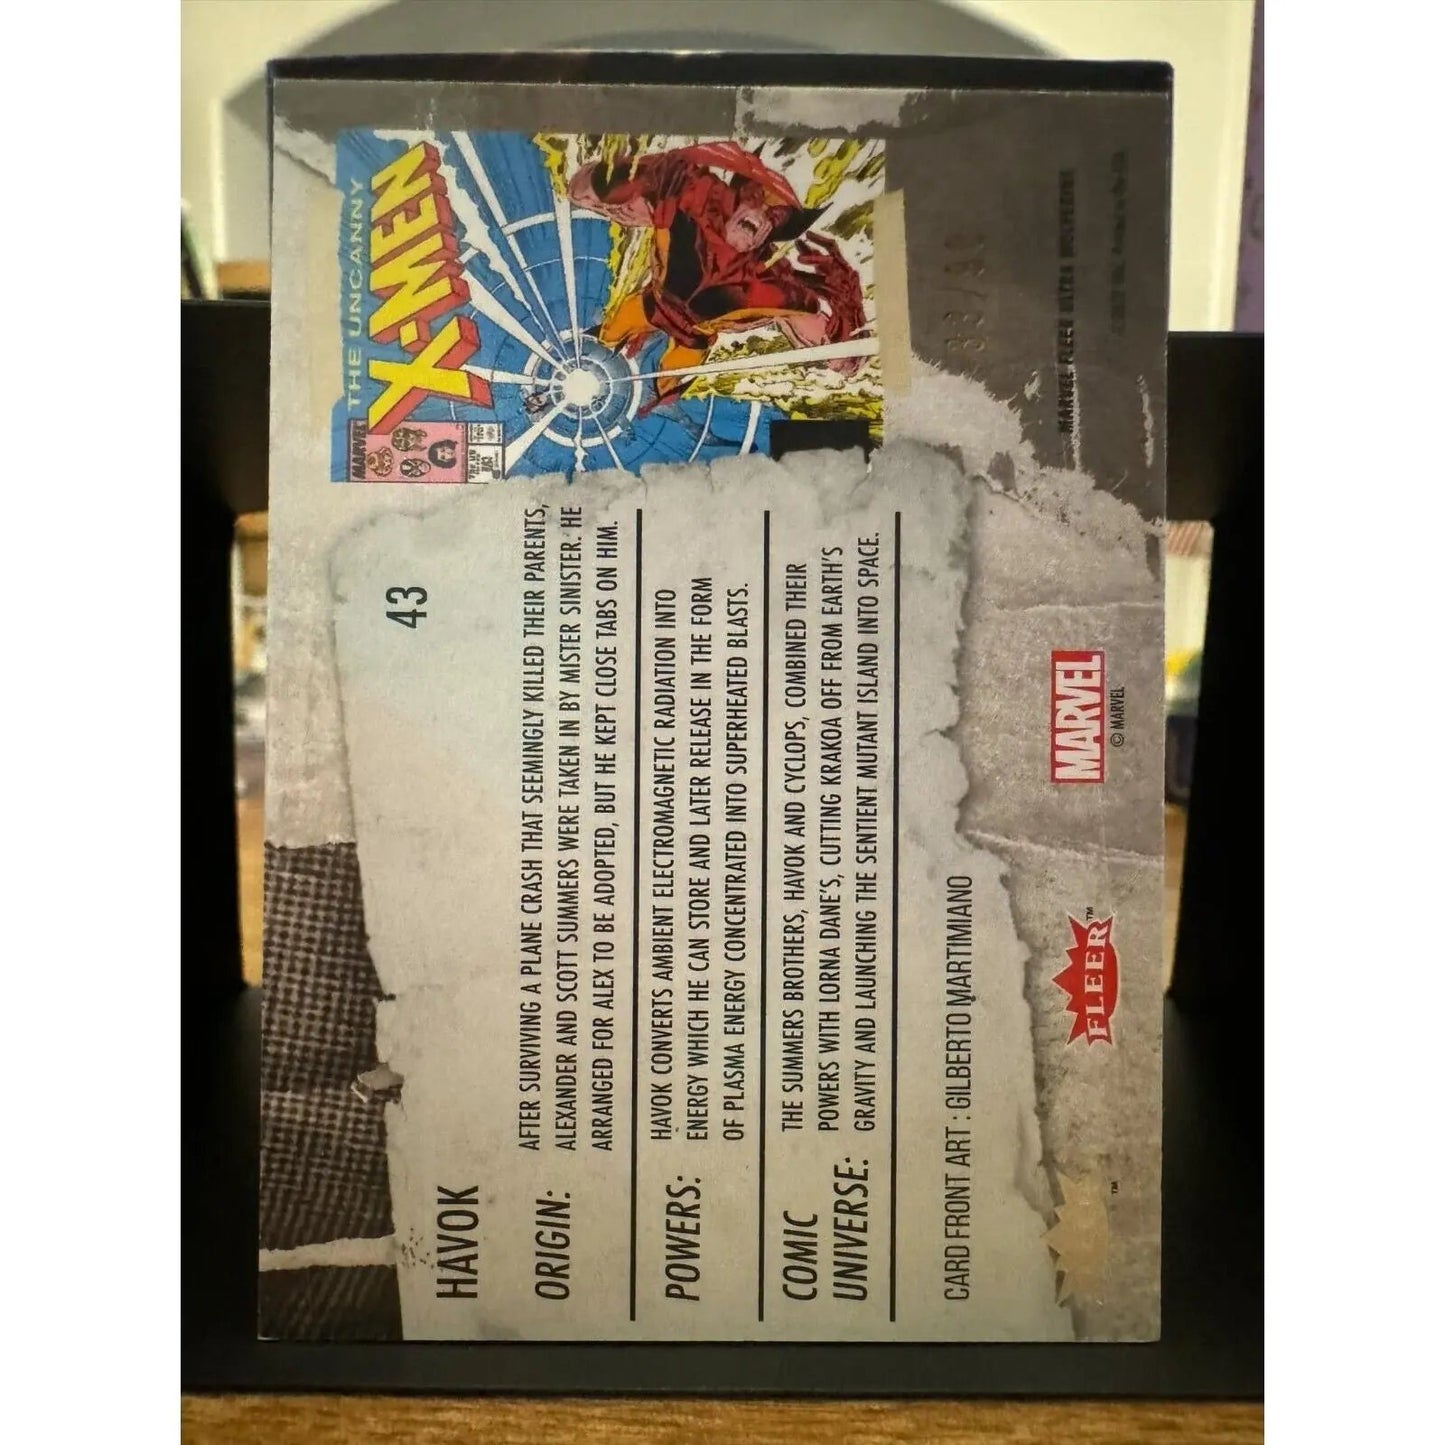 HAVOK
43
ORIGIN:
AFTER SURVIVING A PLANE CRASH THAT SEEMINGLY KILLED THEIR PARENTS,
ALEXANDER AND SCOTT SUMMERS WERE TAKEN IN BY MISTER SINISTER. HE
ARRANGED FOR ALEX TO BE ADOPTED, BUT HE KEPT CLOSE TABS ON HIM.
POWERS:
HAVOK CONVERTS AMBIENT ELECTROMAGNETIC RADIATION INTO
ENERGY WHICH HE CAN STORE AND LATER RELEASE IN THE FORM
OF PLASMA ENERGY CONCENTRATED INTO SUPERHEATED BLASTS.
COMIC
UNIVERSE:
THE SUMMERS BROTHERS, HAVOK AND CYCLOPS, COMBINED THEIR
POWERS WITH LORNA DANE'S, CUTTING KRAKOA OFF FROM EARTH'S
GRAVITY AND LAUNCHING THE SENTIENT MUTANT ISLAND INTO SPACE.
CARD FRONT ART : GILBERTO MARTIMIANO
TM
FLEER™
MARVEL
© MARVEL
MARVEL
THE UNCANNY
X-MEN
MARVEL FLEER ULTRA WOLVERINE